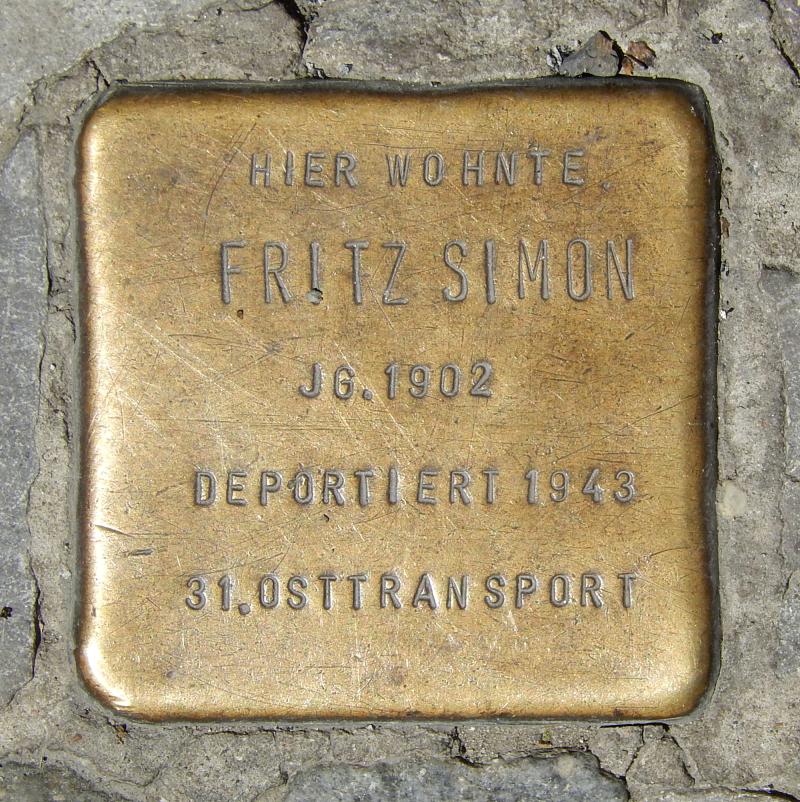 HIER WOHNTE
FRITZ SIMON
JG. 1902
DEPORTIERT 1943
31. OSTTRANSPORT